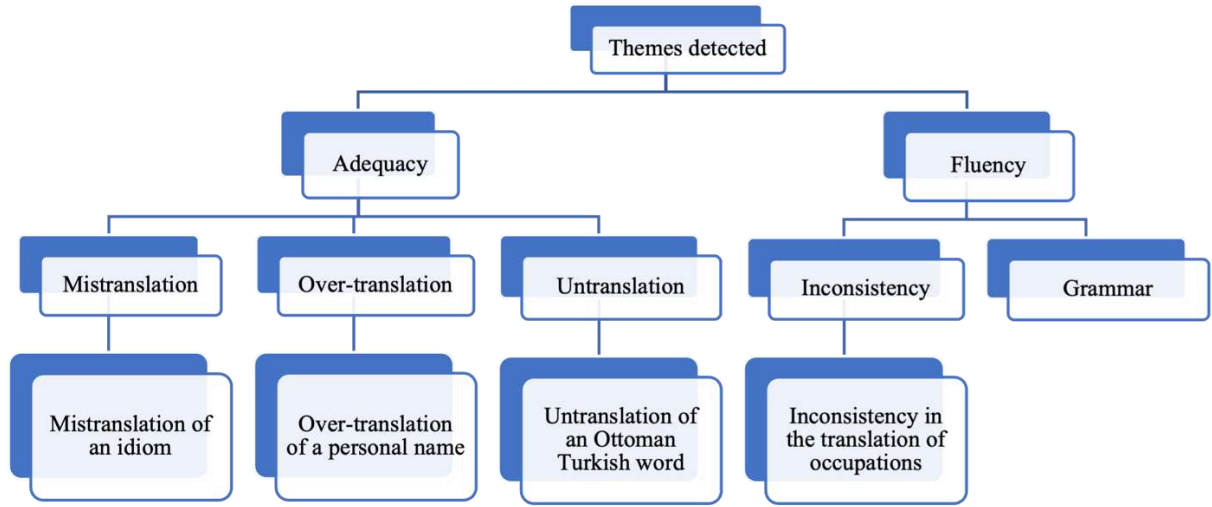 Themes detected
Adequacy
Fluency
Mistranslation
Over-translation
Untranslation
Inconsistency
Grammar
Mistranslation of
an idiom
Over-translation
of a personal name
Untranslation of
an Ottoman
Turkish word
Inconsistency in
the translation of
occupations